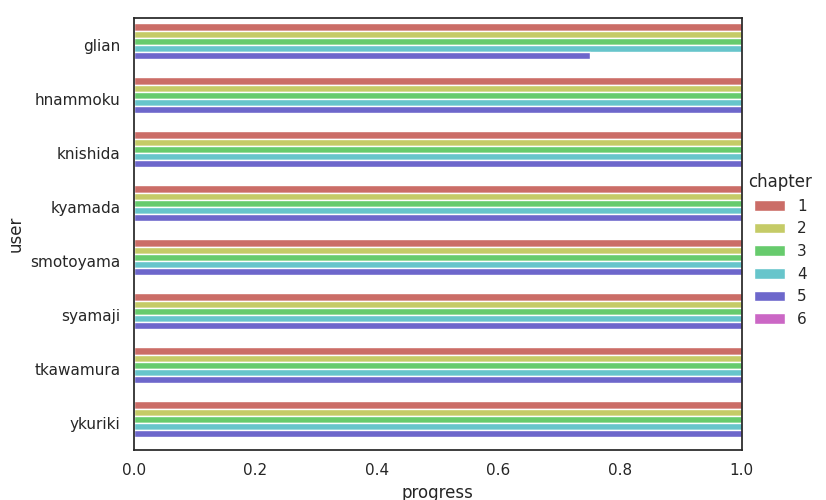 glian
hnammoku
knishida
kyamada
smotoyama
syamaji
tkawamura
ykuriki
user
0.0 0.2 0.4 0.6 0.8 1.0
progress
chapter
1
2
3
4
5
6